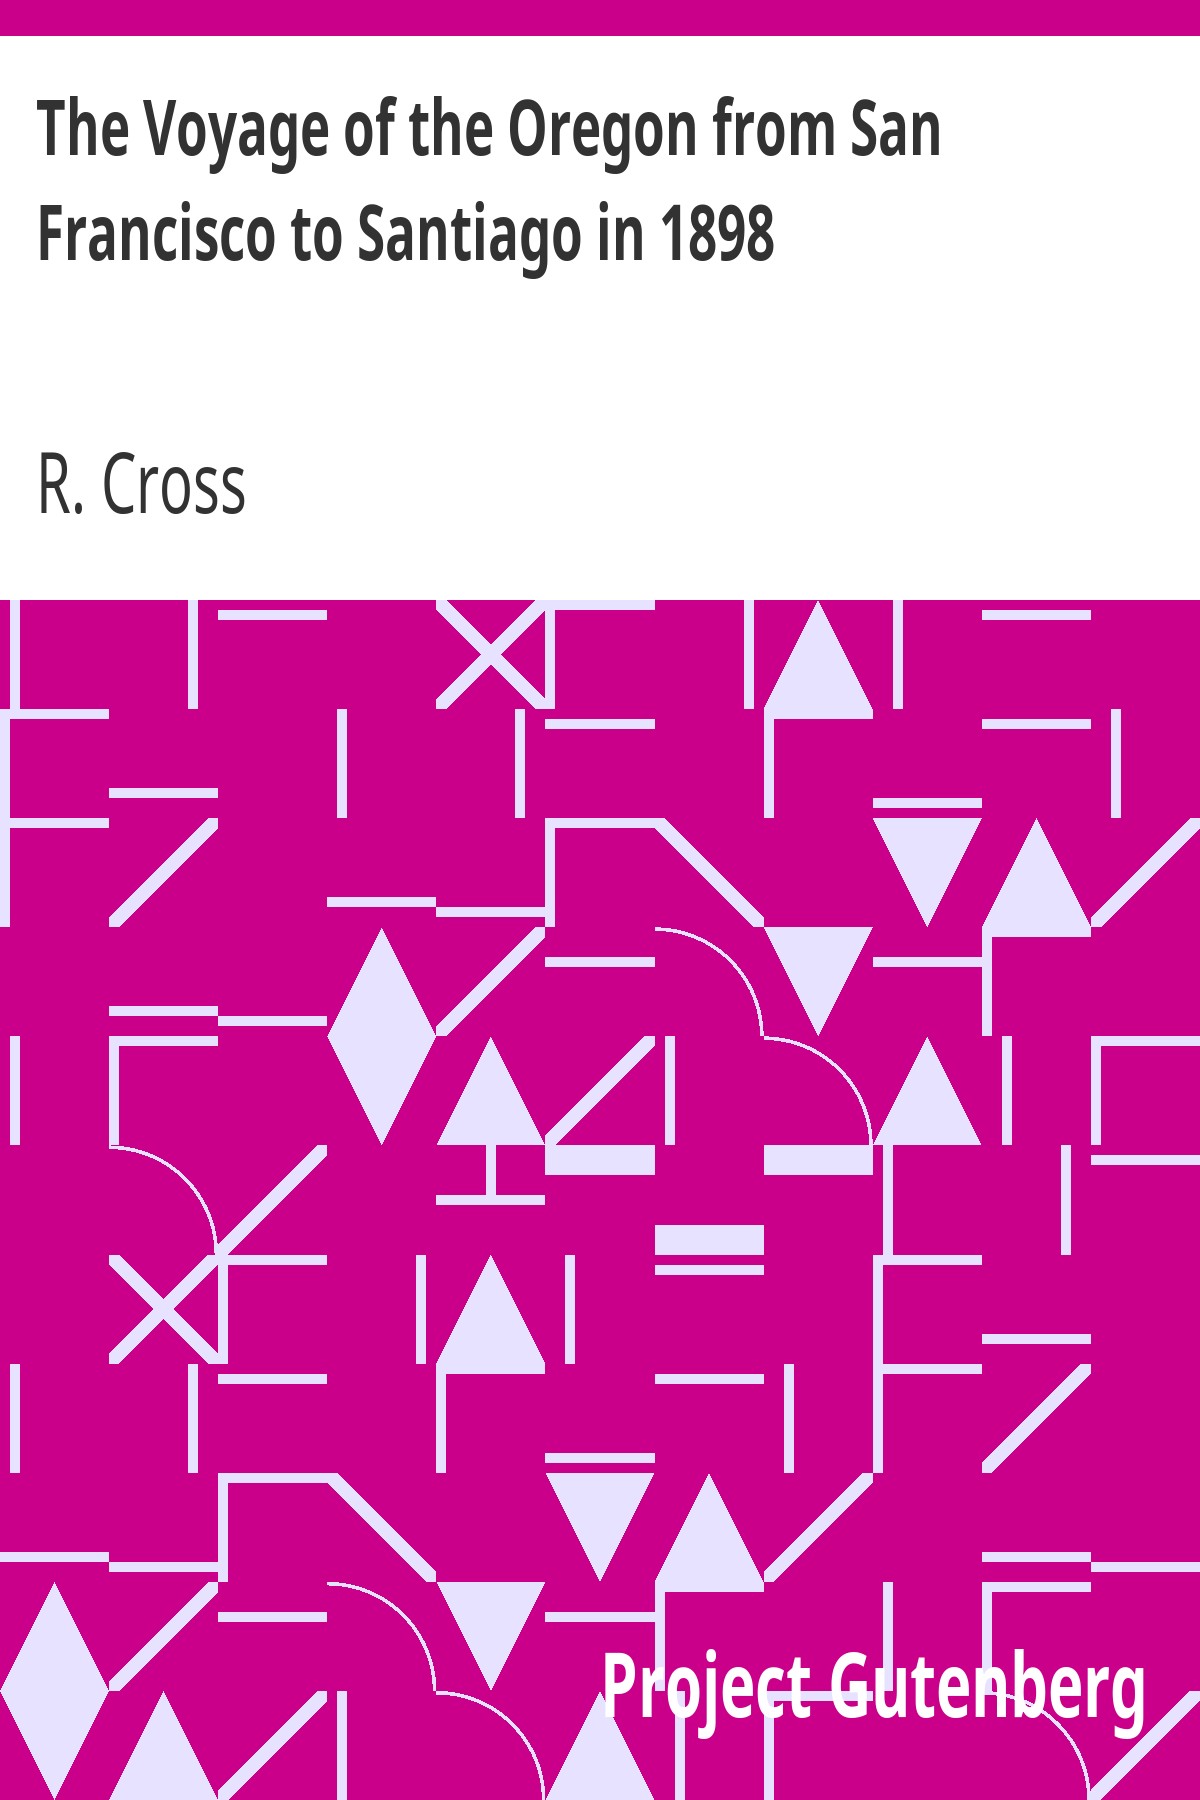 The Voyage of the Oregon from San
Francisco to Santiago in 1898
R. Cross
Project Gutenberg